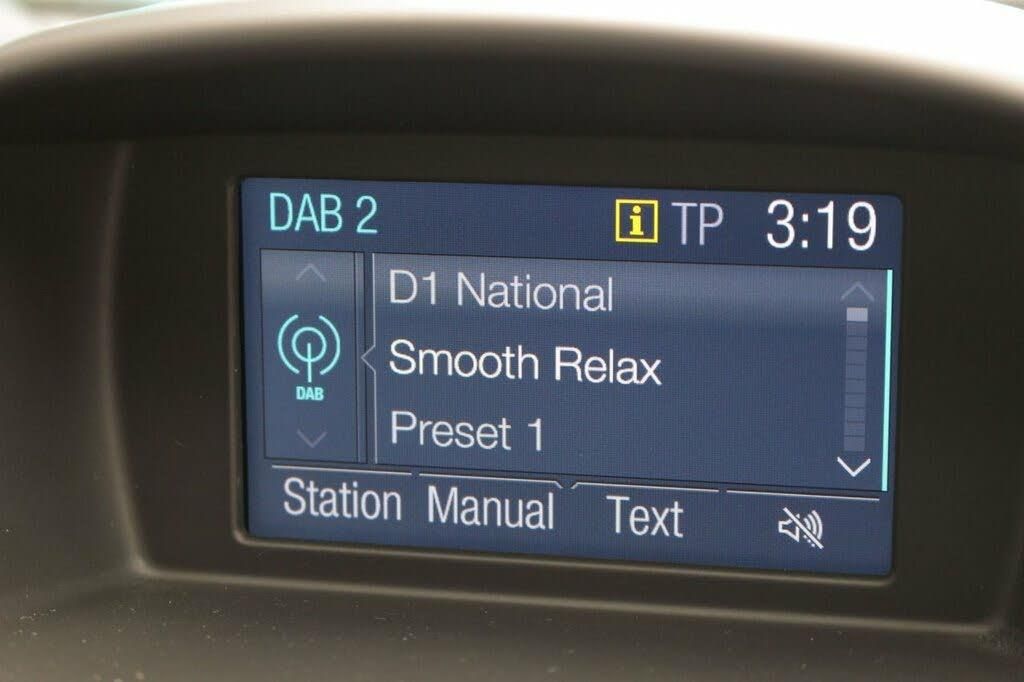 DAB 2 i TP 3:19
D1 National
Smooth Relax
DAB
Preset 1
Station Manual Text